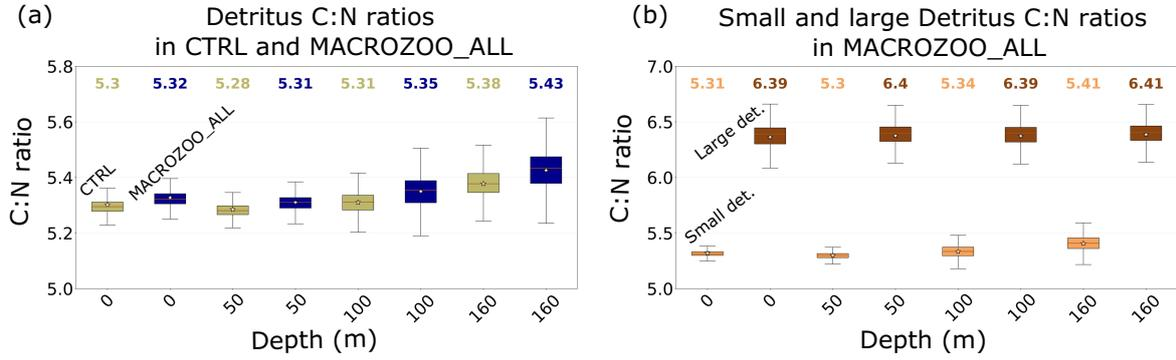 (a)
Detritus C:N ratios
in CTRL and MACROZOO_ALL
5.8
5.6
5.4
5.2
5.0
C:N ratio
5.3 5.32 5.28 5.31 5.31 5.35 5.38 5.43
CTRL
MACROZOO_ALL
0 0 50 50 100 100 160 160
Depth (m)
(b)
Small and large Detritus C:N ratios
in MACROZOO_ALL
7.0
6.5
6.0
5.5
5.0
C:N ratio
5.31 6.39 5.3 6.4 5.34 6.39 5.41 6.41
Large det.
Small det.
0 0 50 50 100 100 160 160
Depth (m)